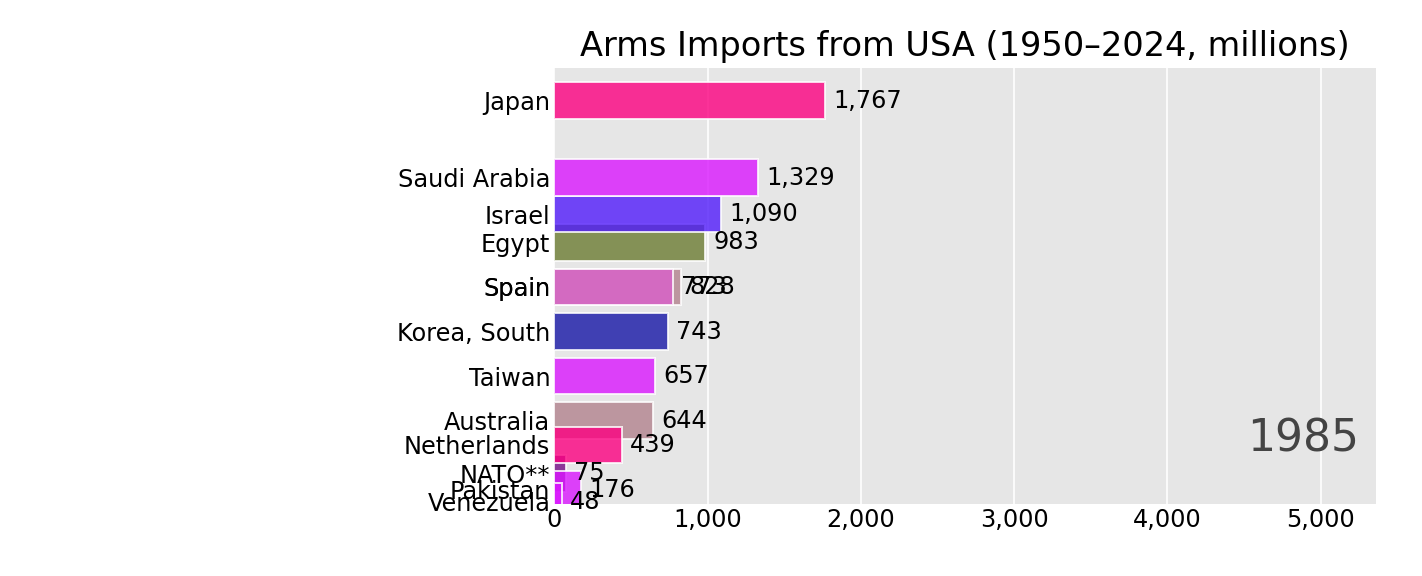 Arms Imports from USA (1950–2024, millions)
Japan 1,767
Saudi Arabia 1,329
Israel 1,090
Egypt 983
Spain 773 828
Korea, South 743
Taiwan 657
Australia 644
Netherlands 439
NATO** 75
Pakistan 176
Venezuela 48
1985
0 1,000 2,000 3,000 4,000 5,000